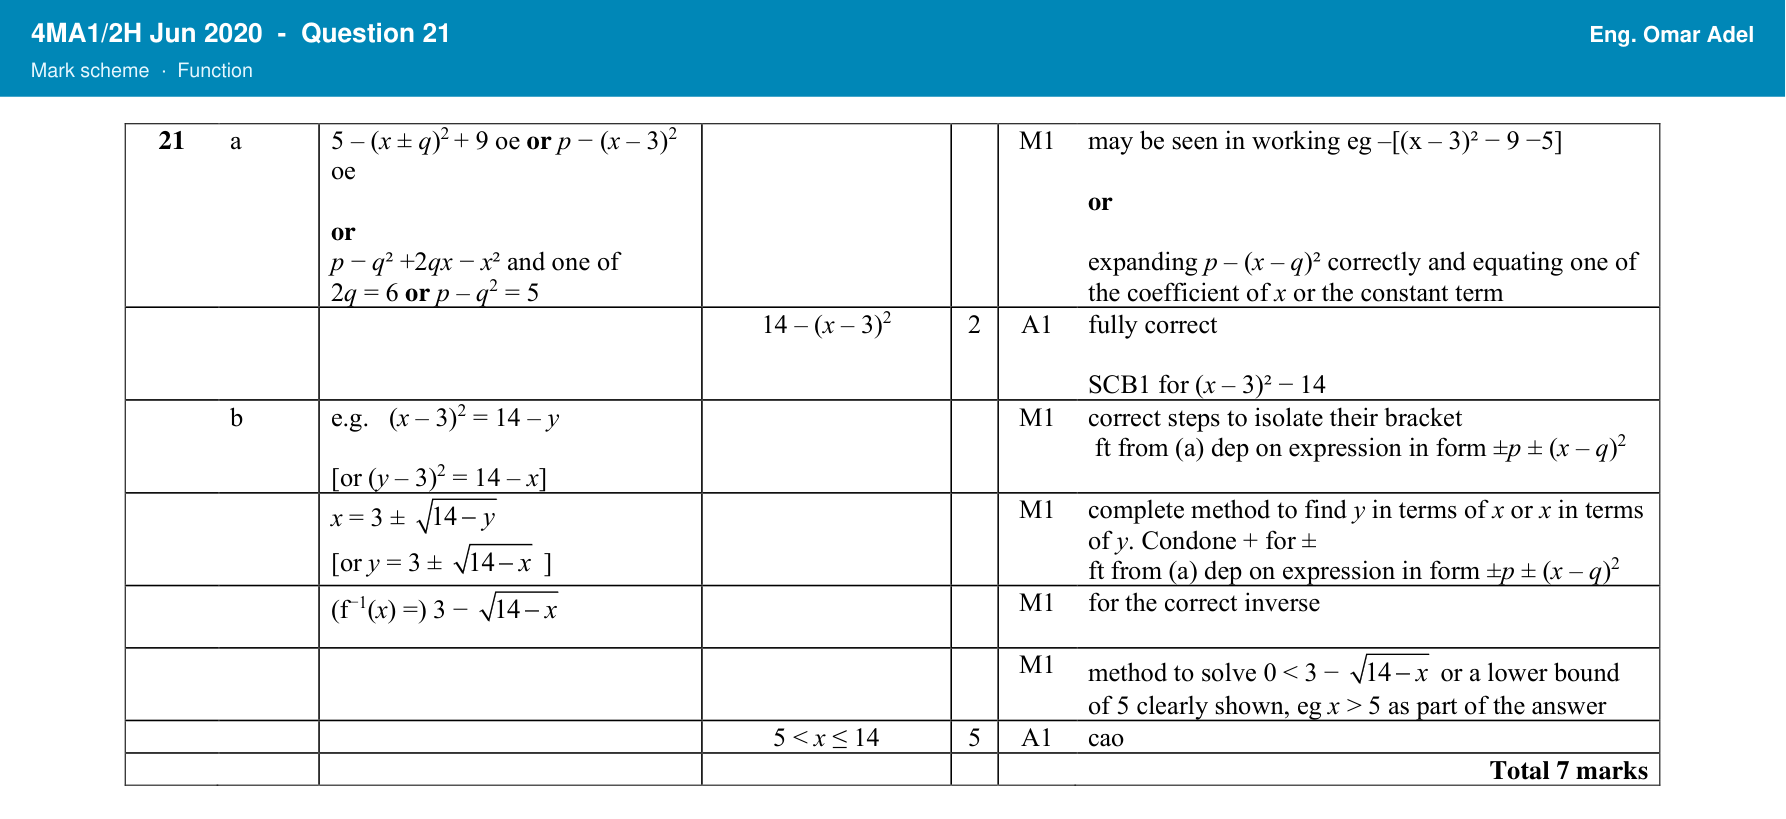 4MA1/2H Jun 2020 - Question 21
Eng. Omar Adel
Mark scheme · Function
21 a 5 – (x ± q)² + 9 oe or p − (x – 3)² M1 may be seen in working eg –[(x – 3)² − 9 −5]
oe
or
or
p − q² +2qx − x² and one of expanding p – (x – q)² correctly and equating one of
2q = 6 or p – q² = 5 the coefficient of x or the constant term
14 – (x – 3)² 2 A1 fully correct
SCB1 for (x – 3)² − 14
b e.g. (x – 3)² = 14 – y M1 correct steps to isolate their bracket
ft from (a) dep on expression in form ±p ± (x – q)²
[or (y – 3)² = 14 – x]
x = 3 ± √(14 – y) M1 complete method to find y in terms of x or x in terms
of y. Condone + for ±
[or y = 3 ± √(14 – x) ]
ft from (a) dep on expression in form ±p ± (x – q)²
(f⁻¹(x) =) 3 − √(14 – x) M1 for the correct inverse
M1 method to solve 0 < 3 − √(14 – x) or a lower bound
of 5 clearly shown, eg x > 5 as part of the answer
5 < x ≤ 14 5 A1 cao
Total 7 marks